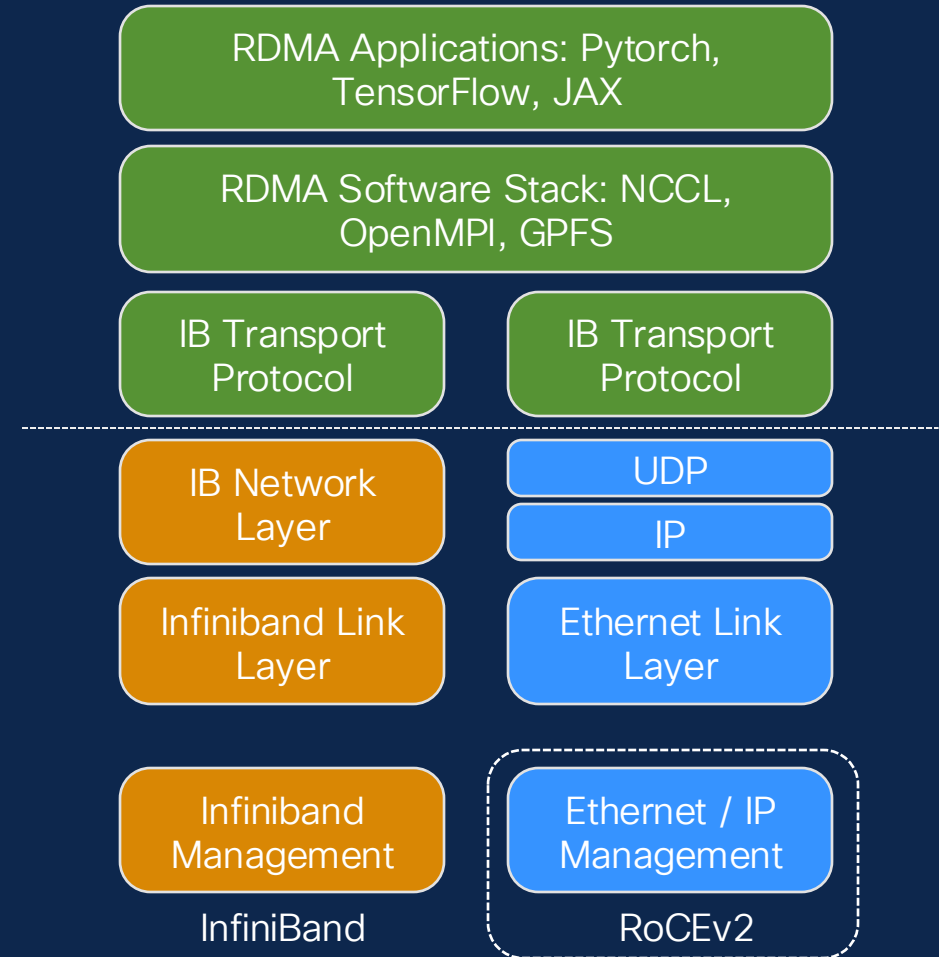 RDMA Applications: Pytorch,
TensorFlow, JAX
RDMA Software Stack: NCCL,
OpenMPI, GPFS
IB Transport
Protocol
IB Transport
Protocol
IB Network
Layer
UDP
IP
Infiniband Link
Layer
Ethernet Link
Layer
Infiniband
Management
Ethernet / IP
Management
InfiniBand
RoCEv2